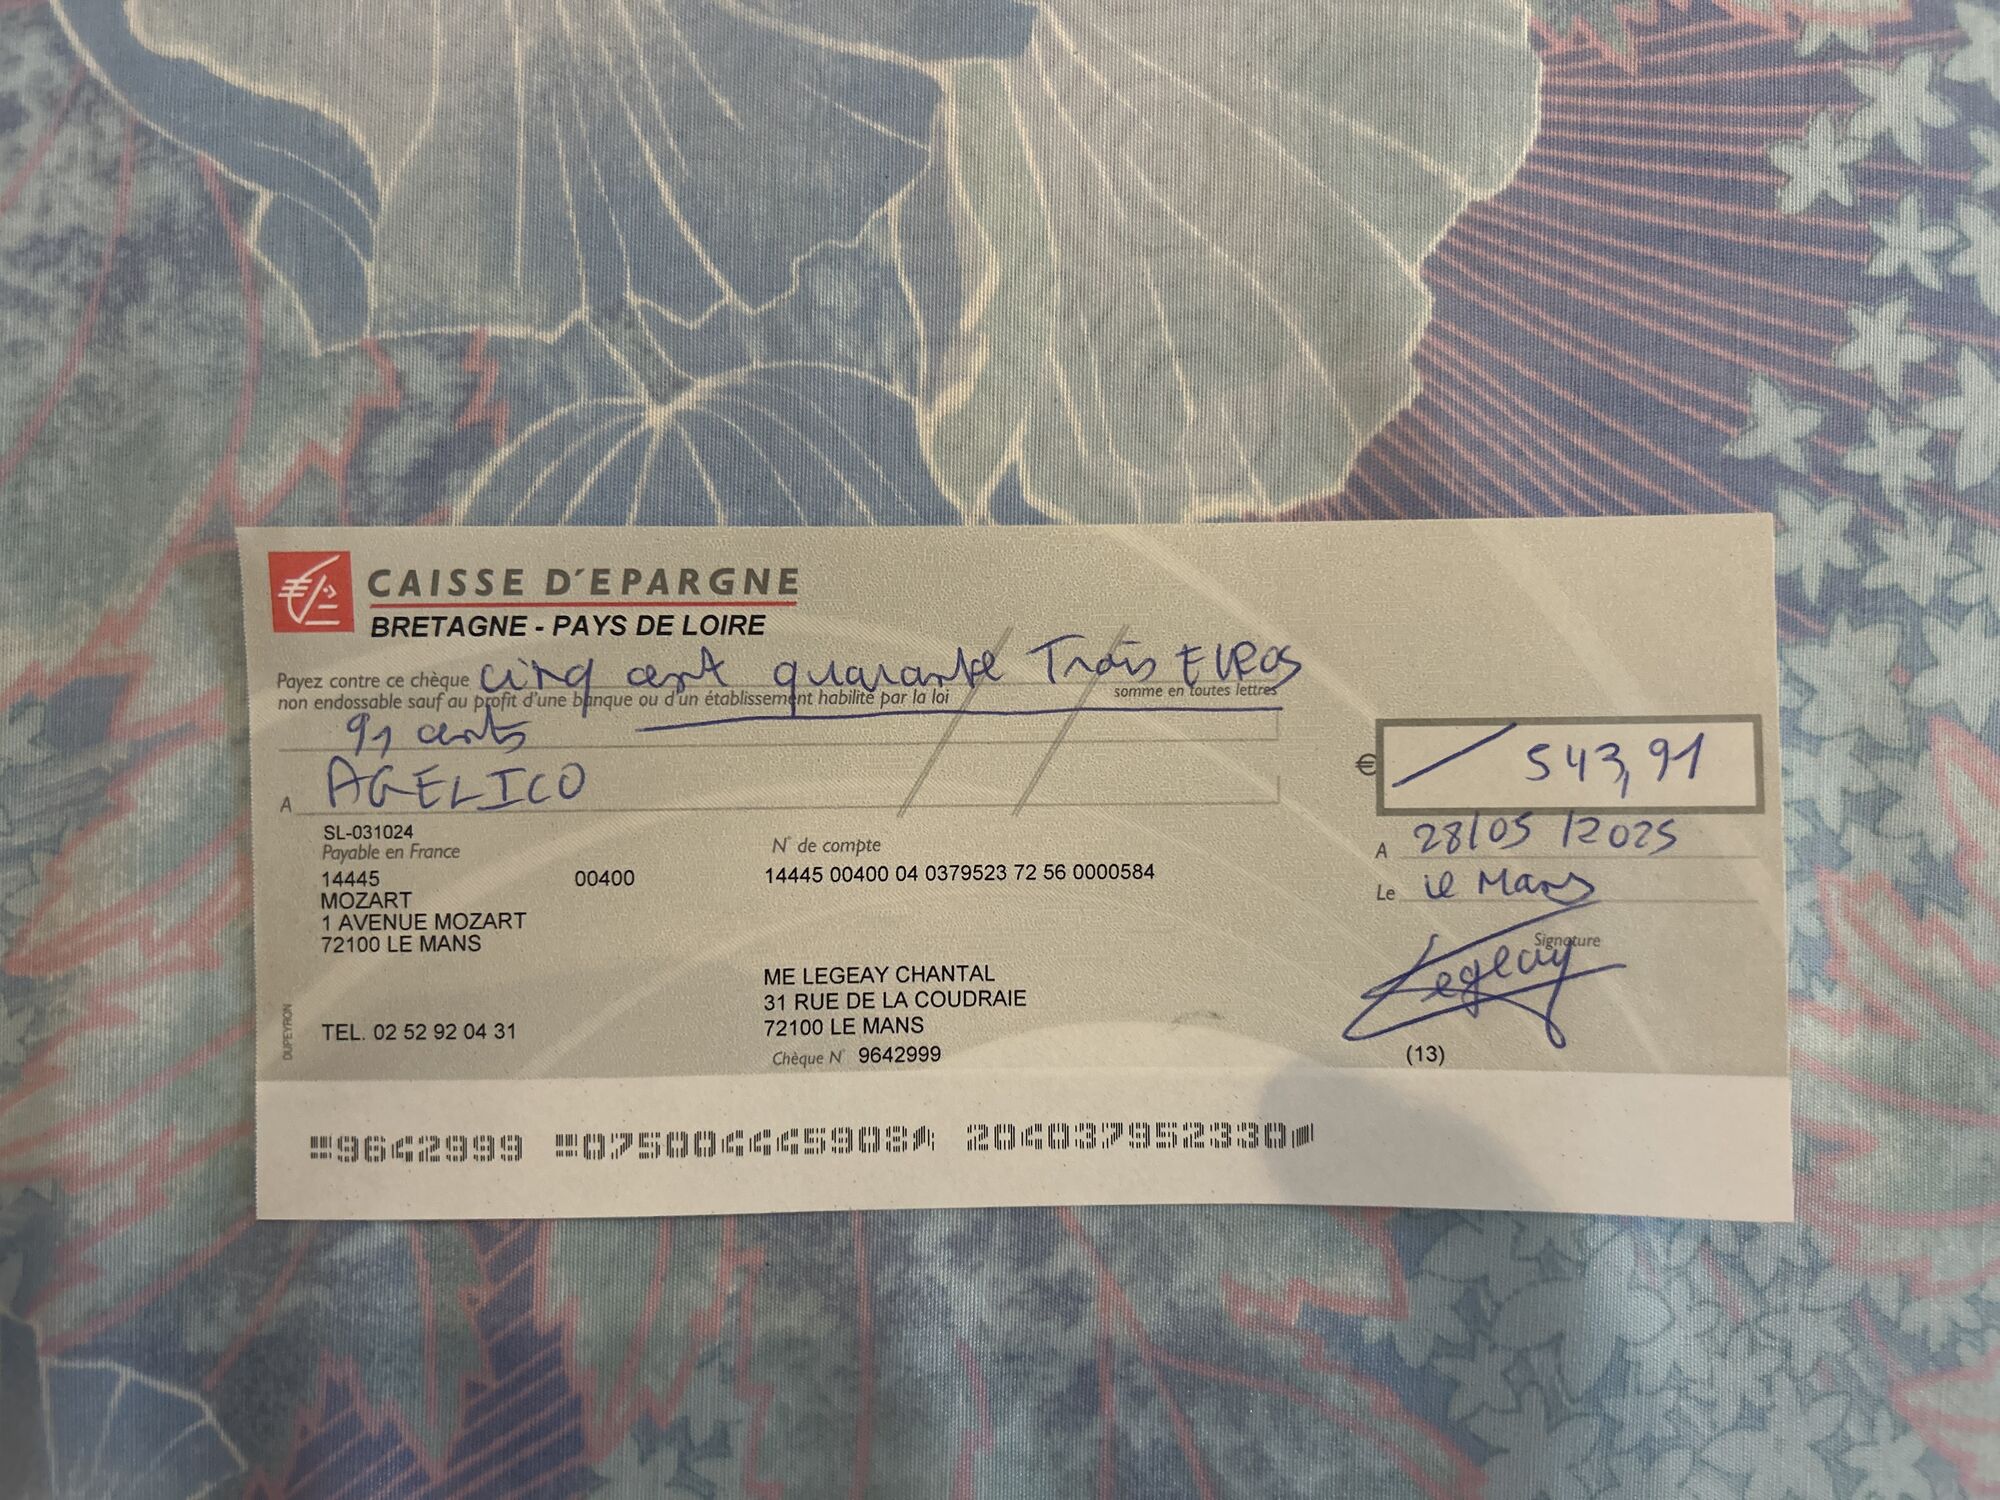 CAISSE D'EPARGNE
BRETAGNE - PAYS DE LOIRE
Payez contre ce chèque cinq cent quarante Trois EUROS
non endossable sauf au profit d'une banque ou d'un établissement habilité par la loi somme en toutes lettres
91 cents
€ 543,91
A AGELICO
SL-031024
Payable en France
N° de compte
A 28/05/2025
14445 00400
14445 00400 04 0379523 72 56 0000584
Le le Mans
MOZART
1 AVENUE MOZART
72100 LE MANS
Signature
Legeay
ME LEGEAY CHANTAL
31 RUE DE LA COUDRAIE
72100 LE MANS
TEL. 02 52 92 04 31
Chèque N° 9642999
(13)
DUPEYRON
9642999 075004445908 204037952330